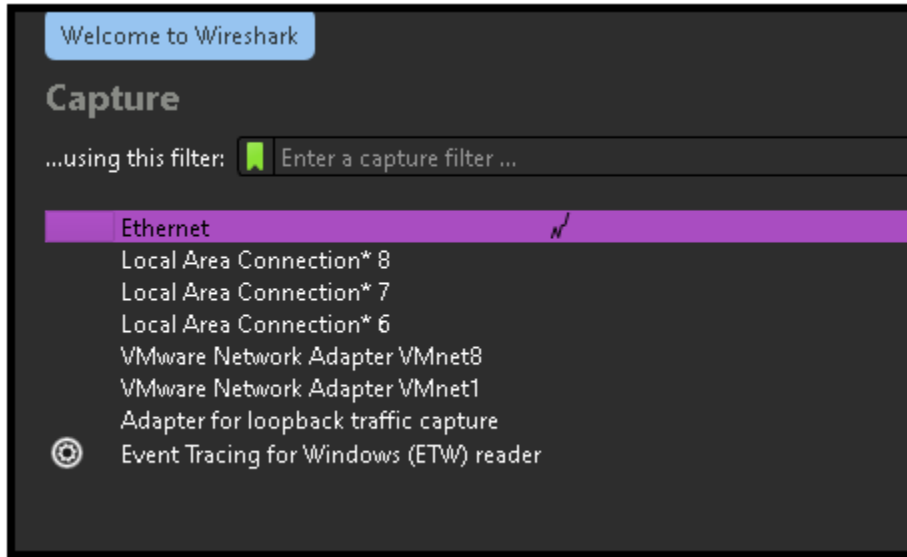 Welcome to Wireshark
Capture
...using this filter: Enter a capture filter ...
Ethernet
Local Area Connection* 8
Local Area Connection* 7
Local Area Connection* 6
VMware Network Adapter VMnet8
VMware Network Adapter VMnet1
Adapter for loopback traffic capture
Event Tracing for Windows (ETW) reader